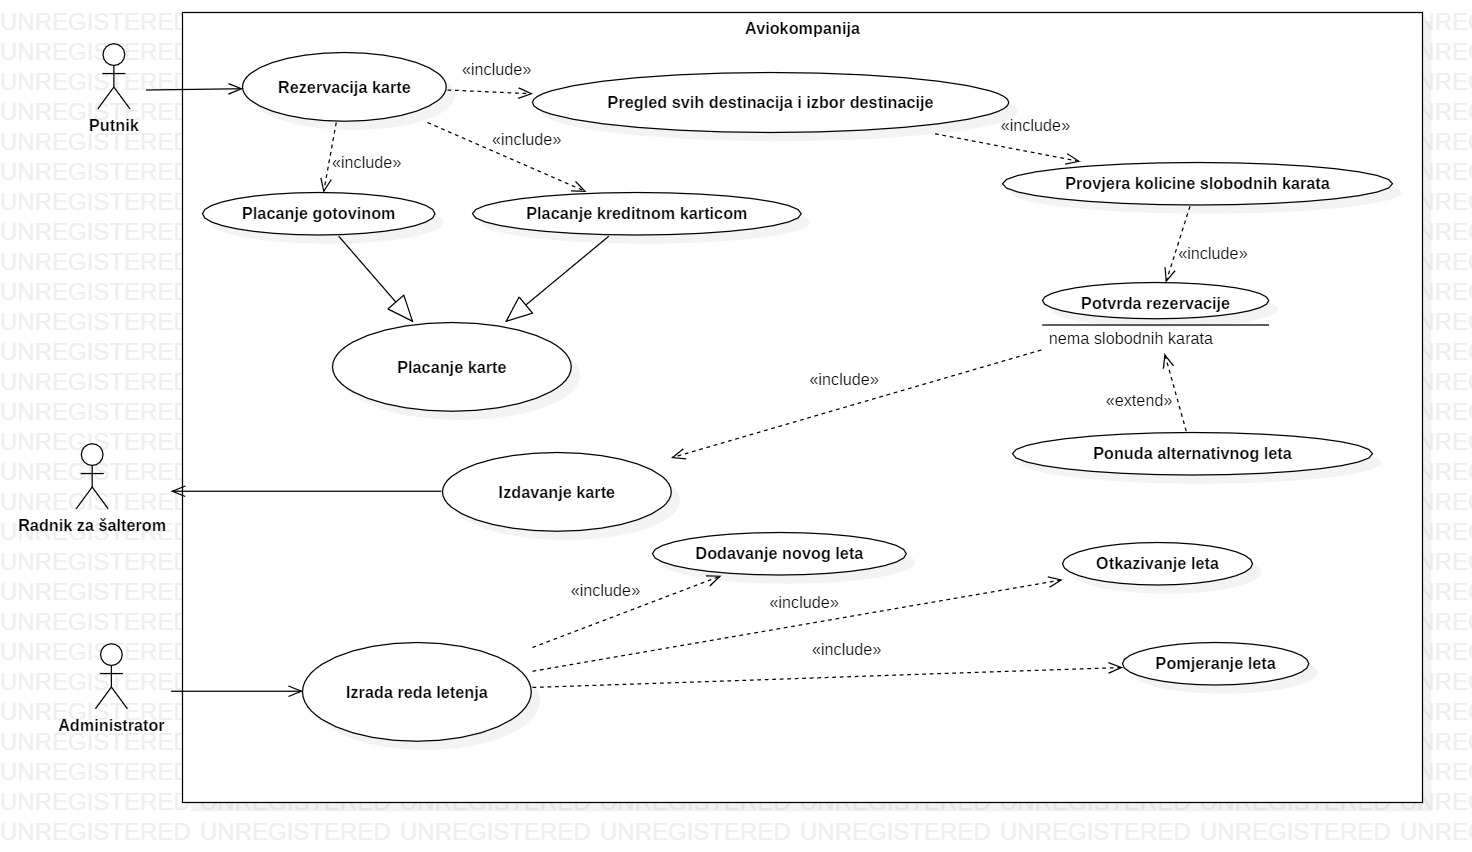 Aviokompanija
Putnik
Rezervacija karte
«include»
Pregled svih destinacija i izbor destinacije
«include»
«include»
«include»
Provjera kolicine slobodnih karata
Placanje gotovinom
Placanje kreditnom karticom
«include»
Potvrda rezervacije
nema slobodnih karata
Placanje karte
«include»
«extend»
Ponuda alternativnog leta
Radnik za šalterom
Izdavanje karte
Dodavanje novog leta
Otkazivanje leta
«include»
«include»
«include»
Pomjeranje leta
Administrator
Izrada reda letenja
UNREGISTERED UNREGISTERED UNREGISTERED UNREGISTERED UNREGISTERED UNREGISTERED UNREGISTERED